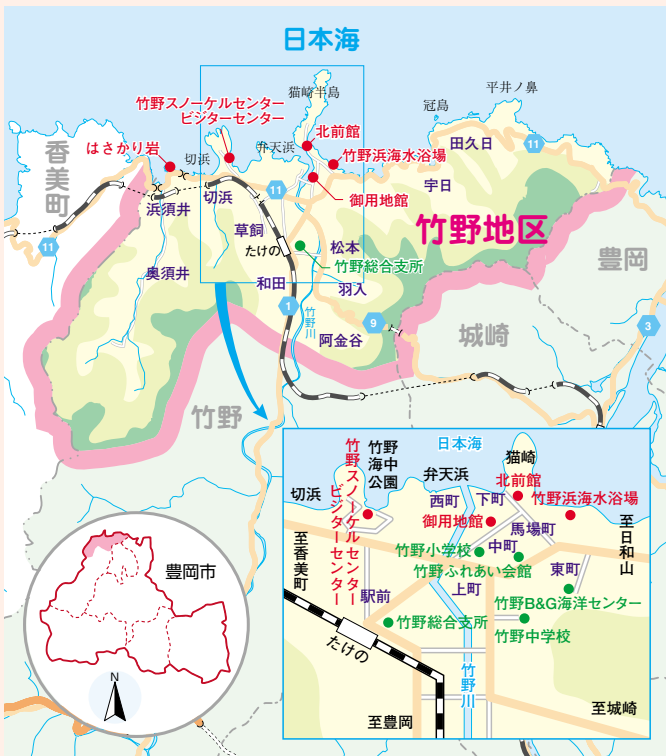 日本海
猫崎半島
平井ノ鼻
冠島
竹野スノーケルセンター
ビジターセンター
北前館
弁天浜
はさかり岩
切浜
竹野浜海水浴場
田久日
11
香美町
浜須井
切浜
11
御用地館
宇日
竹野地区
草飼
たけの
松本
竹野総合支所
豊岡
11
奥須井
和田
羽入
1
竹野川
9
阿金谷
城崎
3
竹野
日本海
猫崎
竹野海中公園
竹野スノーケルセンター
ビジターセンター
弁天浜
北前館
切浜
西町
下町
竹野浜海水浴場
御用地館
馬場町
至日和山
至香美町
竹野小学校
中町
竹野ふれあい会館
東町
駅前
上町
竹野B&G海洋センター
竹野総合支所
竹野中学校
たけの
竹野川
至城崎
至豊岡
豊岡市
N